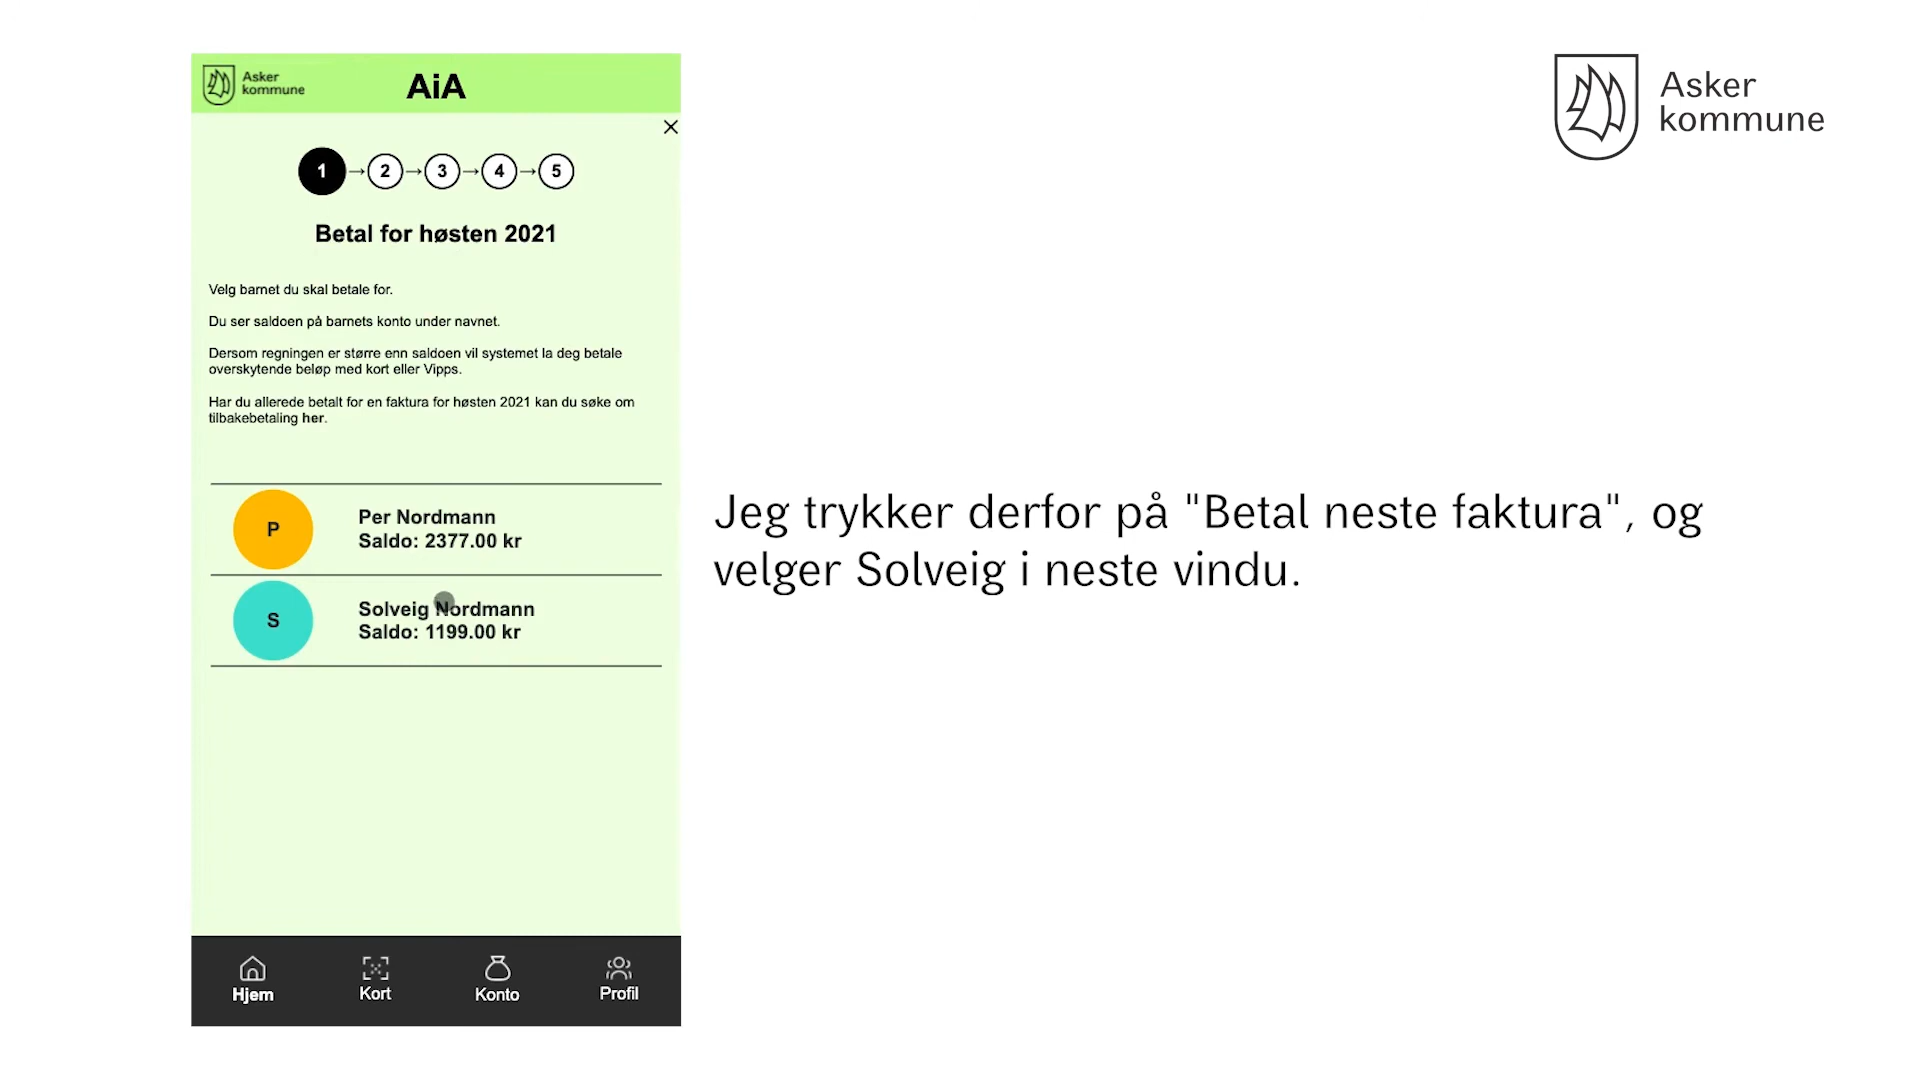 Asker
kommune
AiA
1 → 2 → 3 → 4 → 5
Betal for høsten 2021
Velg barnet du skal betale for.
Du ser saldoen på barnets konto under navnet.
Dersom regningen er større enn saldoen vil systemet la deg betale
overskytende beløp med kort eller Vipps.
Har du allerede betalt for en faktura for høsten 2021 kan du søke om
tilbakebetaling her.
P
Per Nordmann
Saldo: 2377.00 kr
S
Solveig Nordmann
Saldo: 1199.00 kr
Hjem
Kort
Konto
Profil
Asker
kommune
Jeg trykker derfor på "Betal neste faktura", og
velger Solveig i neste vindu.